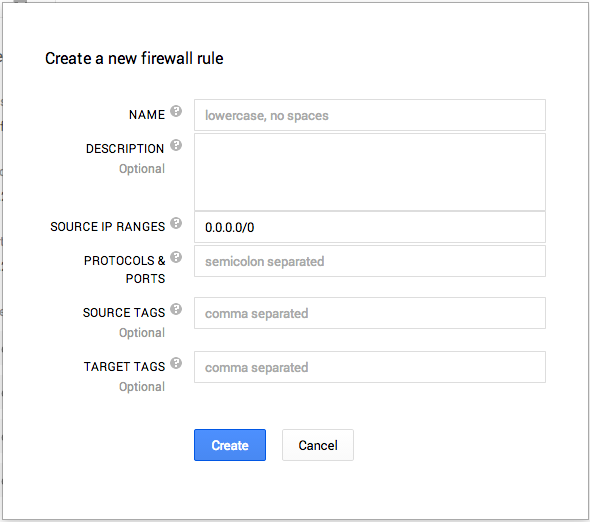 Create a new firewall rule
NAME ? lowercase, no spaces
DESCRIPTION ?
Optional
SOURCE IP RANGES ? 0.0.0.0/0
PROTOCOLS & ? semicolon separated
PORTS
SOURCE TAGS ? comma separated
Optional
TARGET TAGS ? comma separated
Optional
Create Cancel